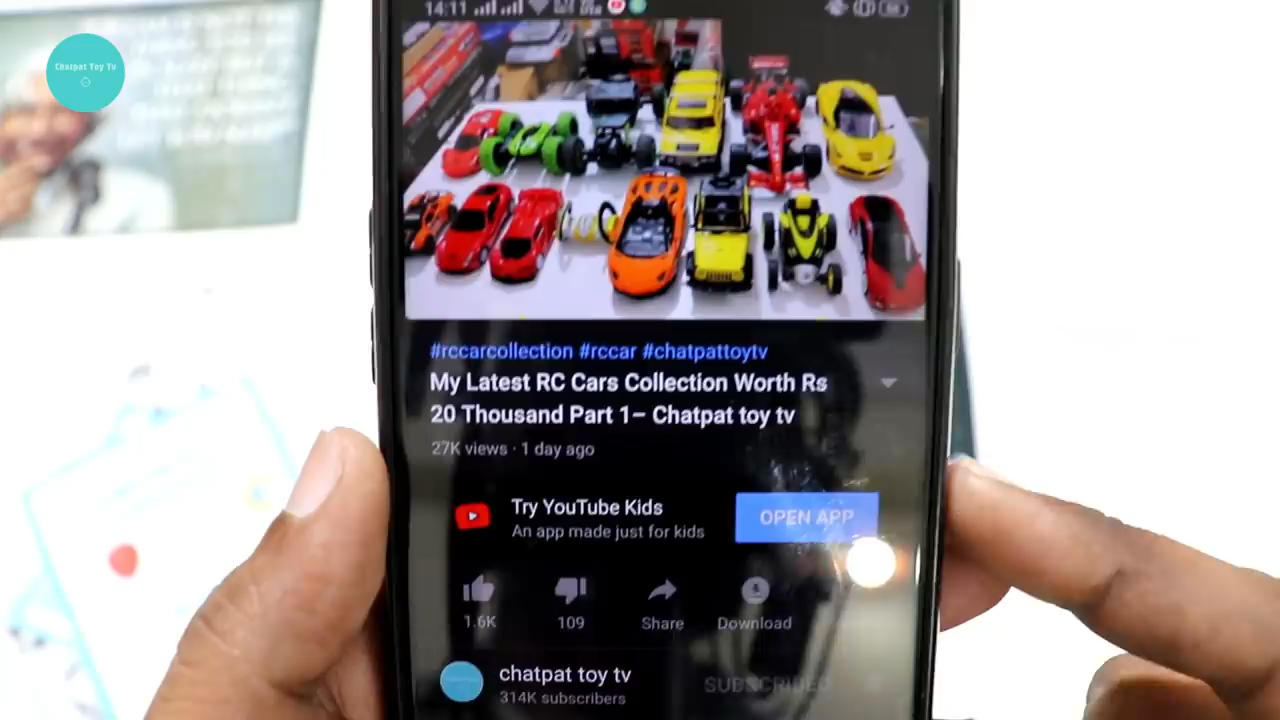 Chatpat Toy Tv
14:11
#rccarcollection #rccar #chatpattoytv
My Latest RC Cars Collection Worth Rs
20 Thousand Part 1– Chatpat toy tv
27K views · 1 day ago
Try YouTube Kids
An app made just for kids
OPEN APP
1.6K
109
Share
Download
chatpat toy tv
314K subscribers
SUBSCRIBED